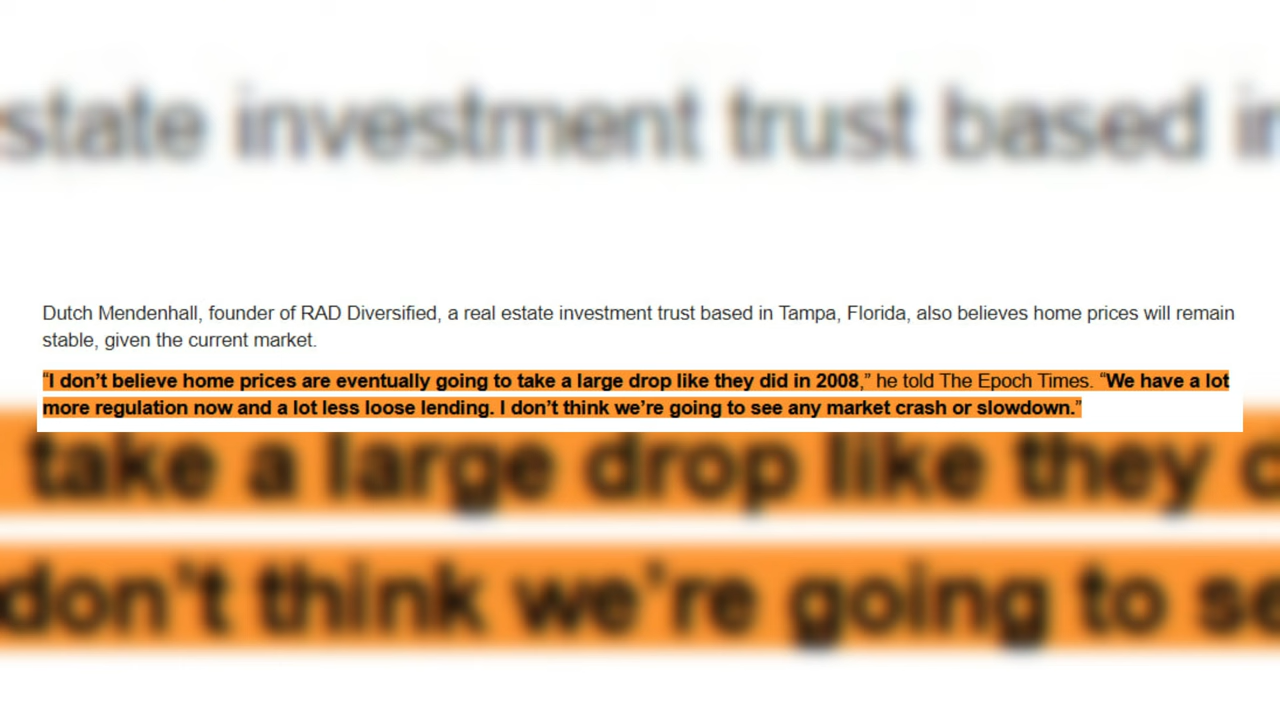 state investment trust based in
Dutch Mendenhall, founder of RAD Diversified, a real estate investment trust based in Tampa, Florida, also believes home prices will remain
stable, given the current market.
“I don’t believe home prices are eventually going to take a large drop like they did in 2008,” he told The Epoch Times. “We have a lot
more regulation now and a lot less loose lending. I don’t think we’re going to see any market crash or slowdown.”
take a large drop like they
don’t think we’re going to se